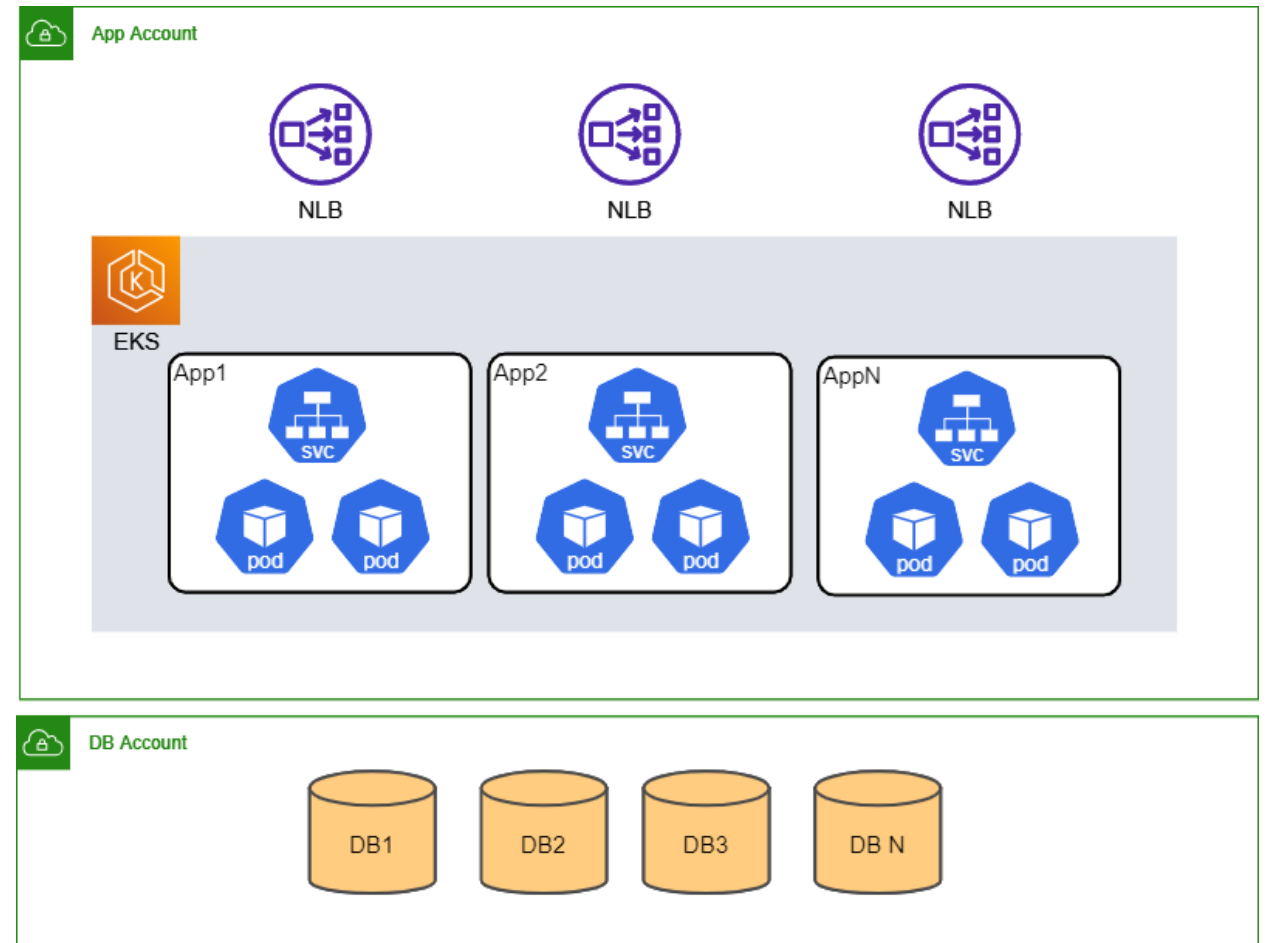 App Account
NLB
NLB
NLB
K
EKS
App1
App2
AppN
svc
svc
svc
pod
pod
pod
pod
pod
pod
DB Account
DB1
DB2
DB3
DB N